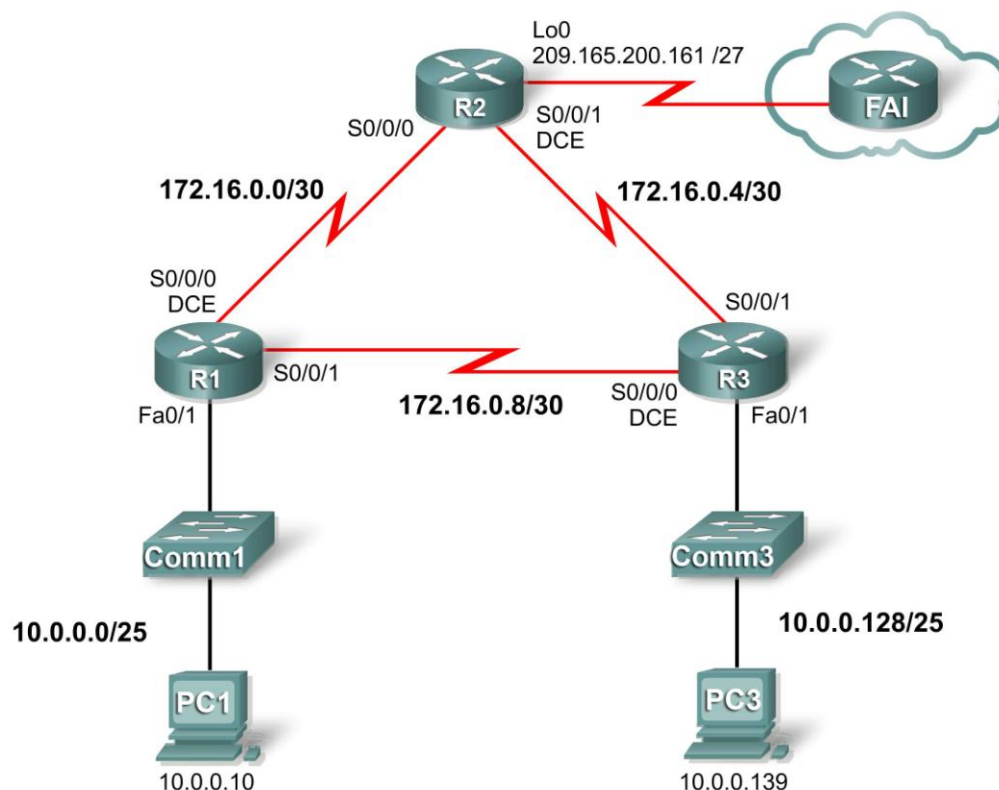 Lo0
209.165.200.161 /27
R2
FAI
S0/0/0
S0/0/1
DCE
172.16.0.0/30
172.16.0.4/30
S0/0/0
DCE
S0/0/1
R1
S0/0/1
R3
S0/0/0
DCE
172.16.0.8/30
Fa0/1
Fa0/1
Comm1
Comm3
10.0.0.0/25
10.0.0.128/25
PC1
PC3
10.0.0.10
10.0.0.139